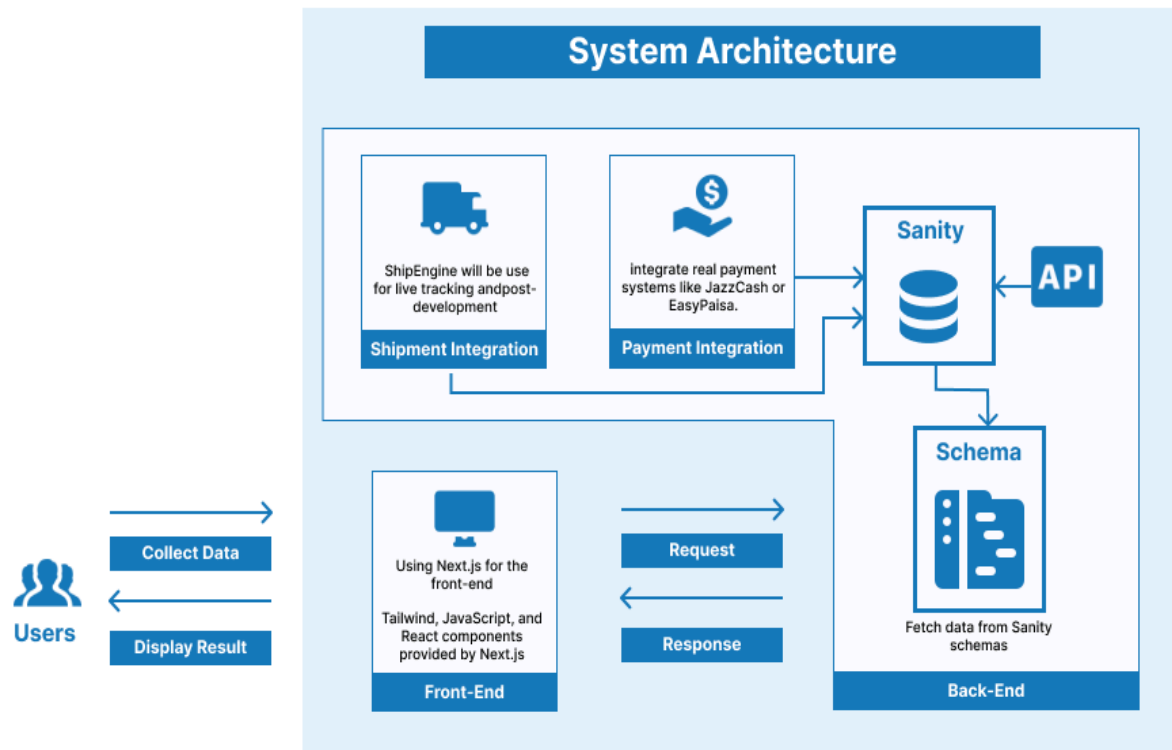 System Architecture
ShipEngine will be use
for live tracking andpost-
development
Shipment Integration
integrate real payment
systems like JazzCash or
EasyPaisa.
Payment Integration
Sanity
API
Schema
Fetch data from Sanity
schemas
Back-End
Users
Collect Data
Display Result
Using Next.js for the
front-end
Tailwind, JavaScript, and
React components
provided by Next.js
Front-End
Request
Response